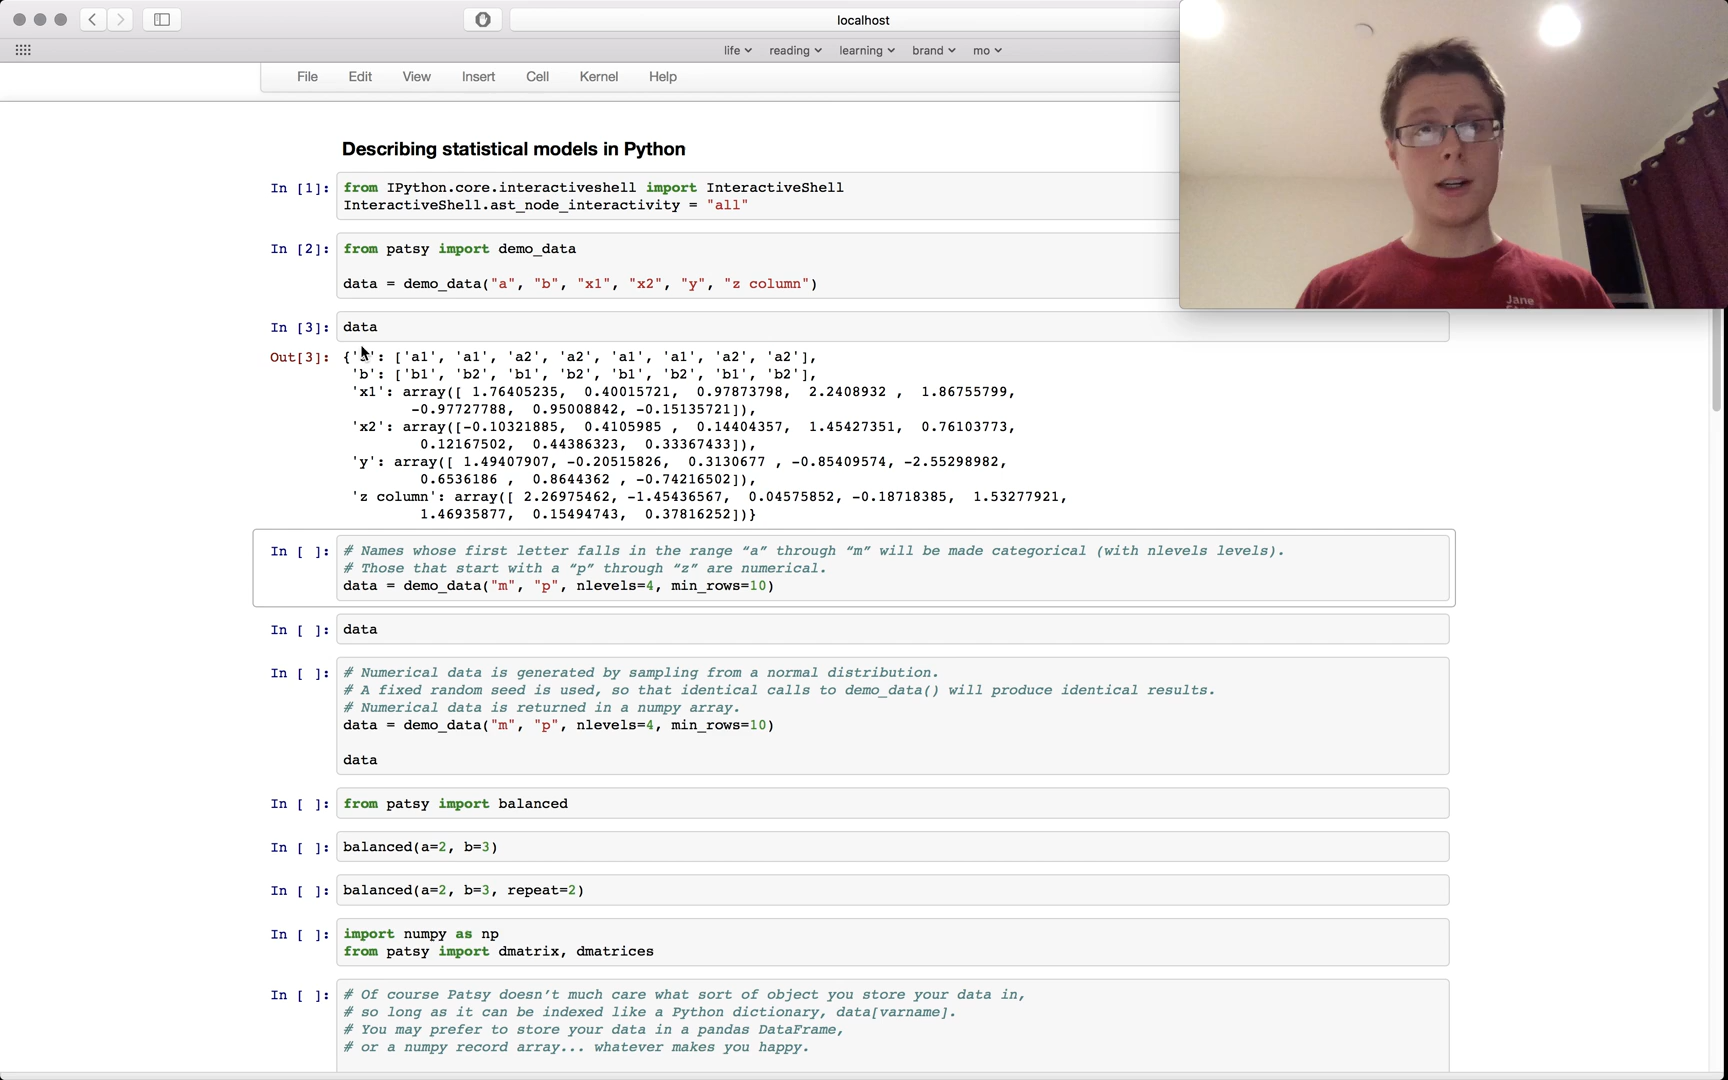 localhost
life reading learning brand mo
File Edit View Insert Cell Kernel Help
Describing statistical models in Python
In [1]: from IPython.core.interactiveshell import InteractiveShell
InteractiveShell.ast_node_interactivity = "all"
In [2]: from patsy import demo_data
data = demo_data("a", "b", "x1", "x2", "y", "z column")
In [3]: data
Out[3]: {'a': ['a1', 'a1', 'a2', 'a2', 'a1', 'a1', 'a2', 'a2'],
'b': ['b1', 'b2', 'b1', 'b2', 'b1', 'b2', 'b1', 'b2'],
'x1': array([ 1.76405235, 0.40015721, 0.97873798, 2.2408932 , 1.86755799,
-0.97727788, 0.95008842, -0.15135721]),
'x2': array([-0.10321885, 0.4105985 , 0.14404357, 1.45427351, 0.76103773,
0.12167502, 0.44386323, 0.33367433]),
'y': array([ 1.49407907, -0.20515826, 0.3130677 , -0.85409574, -2.55298982,
0.6536186 , 0.8644362 , -0.74216502]),
'z column': array([ 2.26975462, -1.45436567, 0.04575852, -0.18718385, 1.53277921,
1.46935877, 0.15494743, 0.37816252])}
In [ ]: # Names whose first letter falls in the range “a” through “m” will be made categorical (with nlevels levels).
# Those that start with a “p” through “z” are numerical.
data = demo_data("m", "p", nlevels=4, min_rows=10)
In [ ]: data
In [ ]: # Numerical data is generated by sampling from a normal distribution.
# A fixed random seed is used, so that identical calls to demo_data() will produce identical results.
# Numerical data is returned in a numpy array.
data = demo_data("m", "p", nlevels=4, min_rows=10)
data
In [ ]: from patsy import balanced
In [ ]: balanced(a=2, b=3)
In [ ]: balanced(a=2, b=3, repeat=2)
In [ ]: import numpy as np
from patsy import dmatrix, dmatrices
In [ ]: # Of course Patsy doesn’t much care what sort of object you store your data in,
# so long as it can be indexed like a Python dictionary, data[varname].
# You may prefer to store your data in a pandas DataFrame,
# or a numpy record array... whatever makes you happy.
Jane